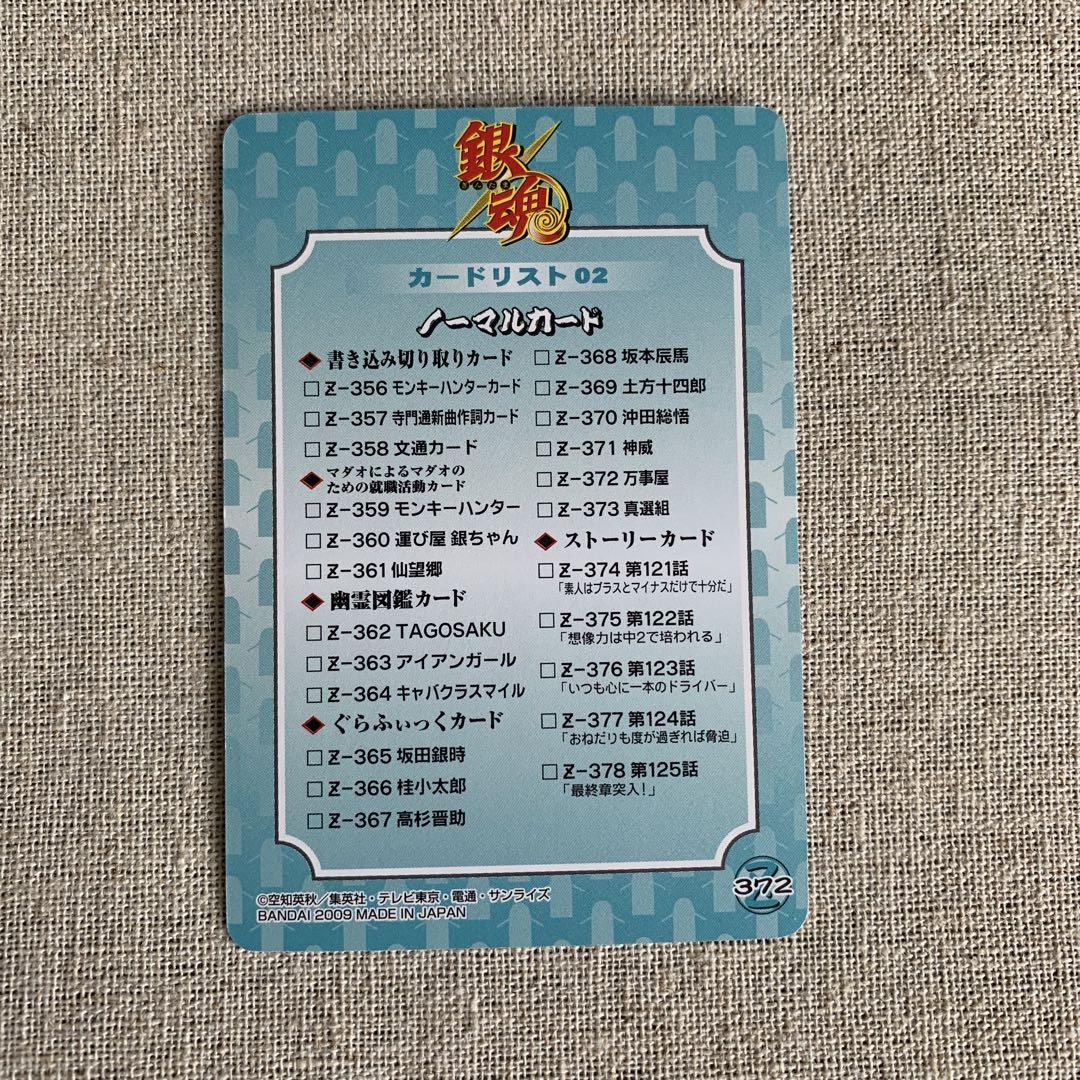 銀魂
ぎんたま
カードリスト02
ノーマルカード
書き込み切り取りカード
□Z-356 モンキーハンターカード
□Z-357 寺門通新曲作詞カード
□Z-358 文通カード
マダオによるマダオの
ための就職活動カード
□Z-359 モンキーハンター
□Z-360 運び屋 銀ちゃん
□Z-361 仙望郷
幽霊図鑑カード
□Z-362 TAGOSAKU
□Z-363 アイアンガール
□Z-364 キャバクラスマイル
ぐらふぃっくカード
□Z-365 坂田銀時
□Z-366 桂小太郎
□Z-367 高杉晋助
□Z-368 坂本辰馬
□Z-369 土方十四郎
□Z-370 沖田総悟
□Z-371 神威
□Z-372 万事屋
□Z-373 真選組
ストーリーカード
□Z-374 第121話
「素人はプラスとマイナスだけで十分だ」
□Z-375 第122話
「想像力は中2で培われる」
□Z-376 第123話
「いつも心に一本のドライバー」
□Z-377 第124話
「おねだりも度が過ぎれば脅迫」
□Z-378 第125話
「最終章突入!」
Z 372
©空知英秋/集英社・テレビ東京・電通・サンライズ
BANDAI 2009 MADE IN JAPAN